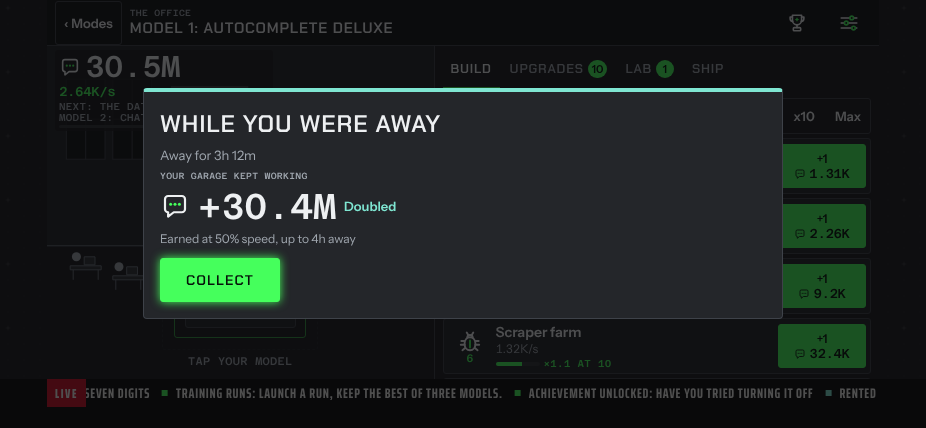 ‹ Modes
THE OFFICE
MODEL 1: AUTOCOMPLETE DELUXE
30.5M
2.64K/s
NEXT: THE DAT
MODEL 2: CHAT
BUILD
UPGRADES 10
LAB 1
SHIP
x10
Max
WHILE YOU WERE AWAY
Away for 3h 12m
YOUR GARAGE KEPT WORKING
+30.4M Doubled
Earned at 50% speed, up to 4h away
COLLECT
+1
1.31K
+1
2.26K
+1
9.2K
Scraper farm
1.32K/s
6
×1.1 AT 10
+1
32.4K
TAP YOUR MODEL
LIVE
SEVEN DIGITS ■ TRAINING RUNS: LAUNCH A RUN, KEEP THE BEST OF THREE MODELS. ■ ACHIEVEMENT UNLOCKED: HAVE YOU TRIED TURNING IT OFF ■ RENTED